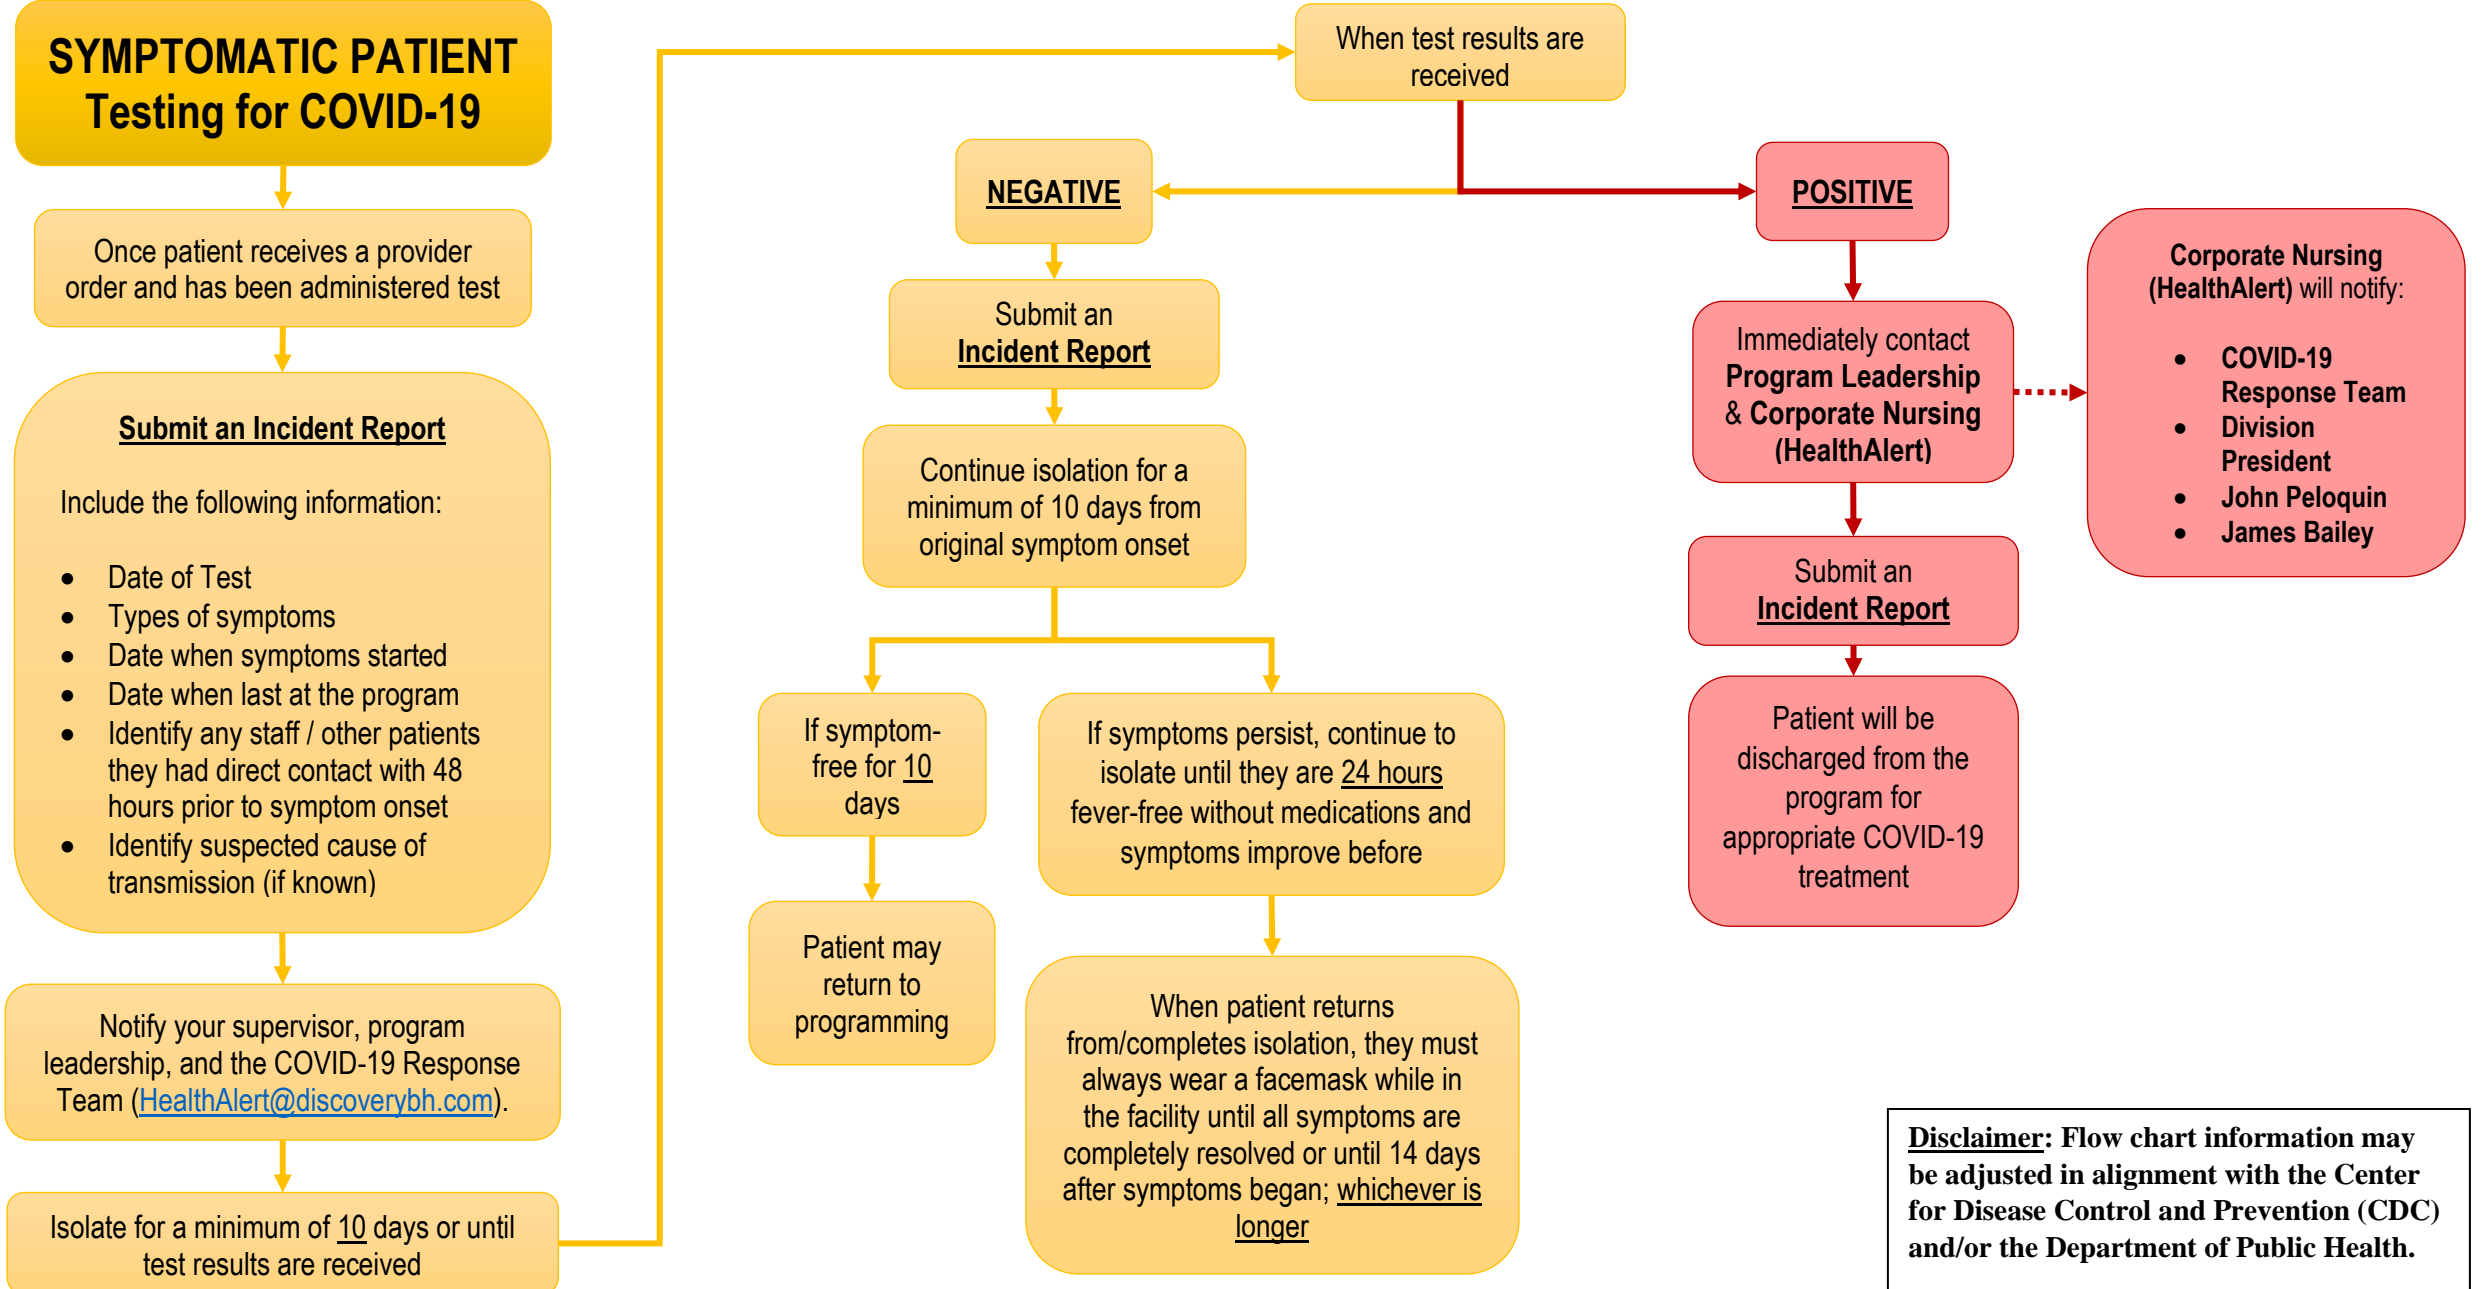 SYMPTOMATIC PATIENT
Testing for COVID-19
Once patient receives a provider
order and has been administered test
Submit an Incident Report
Include the following information:
• Date of Test
• Types of symptoms
• Date when symptoms started
• Date when last at the program
• Identify any staff / other patients
they had direct contact with 48
hours prior to symptom onset
• Identify suspected cause of
transmission (if known)
Notify your supervisor, program
leadership, and the COVID-19 Response
Team (HealthAlert@discoverybh.com).
Isolate for a minimum of 10 days or until
test results are received
When test results are
received
NEGATIVE
Submit an
Incident Report
Continue isolation for a
minimum of 10 days from
original symptom onset
If symptom-
free for 10
days
Patient may
return to
programming
If symptoms persist, continue to
isolate until they are 24 hours
fever-free without medications and
symptoms improve before
When patient returns
from/completes isolation, they must
always wear a facemask while in
the facility until all symptoms are
completely resolved or until 14 days
after symptoms began; whichever is
longer
POSITIVE
Immediately contact
Program Leadership
& Corporate Nursing
(HealthAlert)
Submit an
Incident Report
Patient will be
discharged from the
program for
appropriate COVID-19
treatment
Corporate Nursing
(HealthAlert) will notify:
• COVID-19
Response Team
• Division
President
• John Peloquin
• James Bailey
Disclaimer: Flow chart information may
be adjusted in alignment with the Center
for Disease Control and Prevention (CDC)
and/or the Department of Public Health.